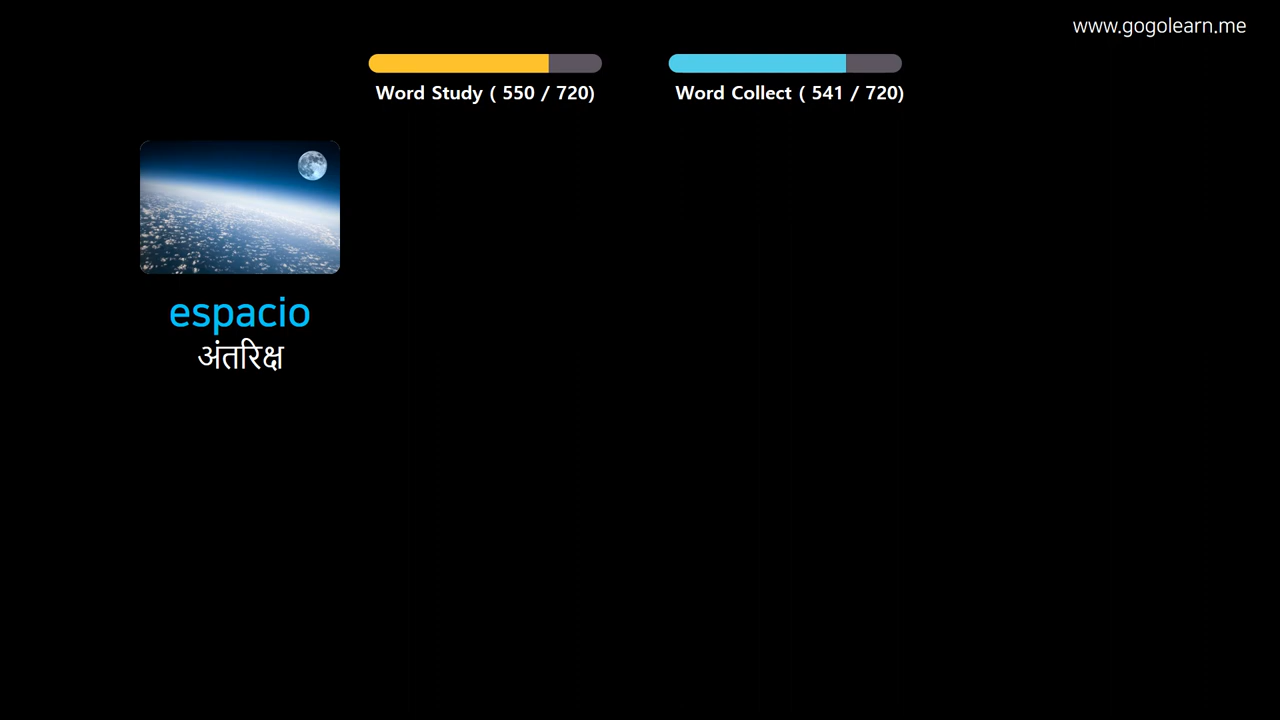 www.gogolearn.me
Word Study ( 550 / 720)
Word Collect ( 541 / 720)
espacio
अंतरिक्ष